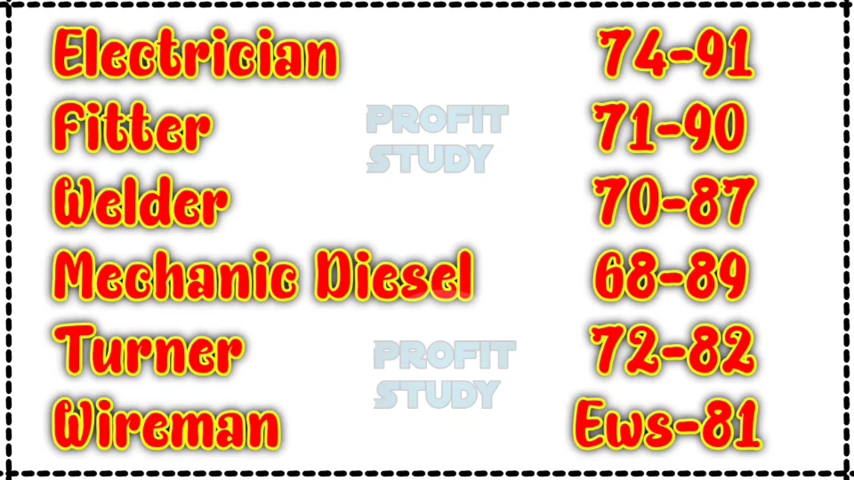 Electrician 74-91
Fitter 71-90
PROFIT
STUDY
Welder 70-87
Mechanic Diesel 68-89
Turner 72-82
PROFIT
STUDY
Wireman Ews-81